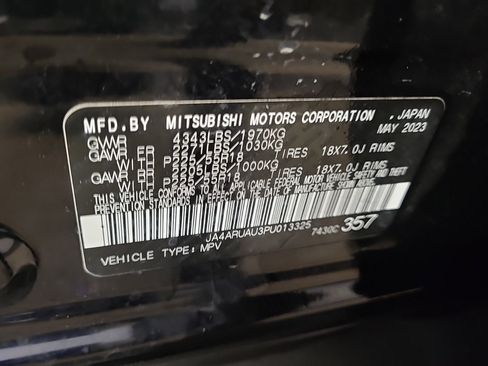 MFD.BY MITSUBISHI MOTORS CORPORATION, JAPAN
GVWR 4343LBS/1970KG MAY 2023
GAWR FR 2271LBS/1030KG
WITH P225/55R18 TIRES 18X7.0J RIMS
GAWR RR 2205LBS/1000KG
WITH P225/55R18 TIRES 18X7.0J RIMS
THIS VEHICLE CONFORMS TO ALL APPLICABLE FEDERAL MOTOR VEHICLE SAFETY AND THEFT
PREVENTION STANDARDS IN EFFECT ON THE DATE OF MANUFACTURE SHOWN ABOVE.
JA4ARUAU3PU013325 7430C 357
VEHICLE TYPE: MPV